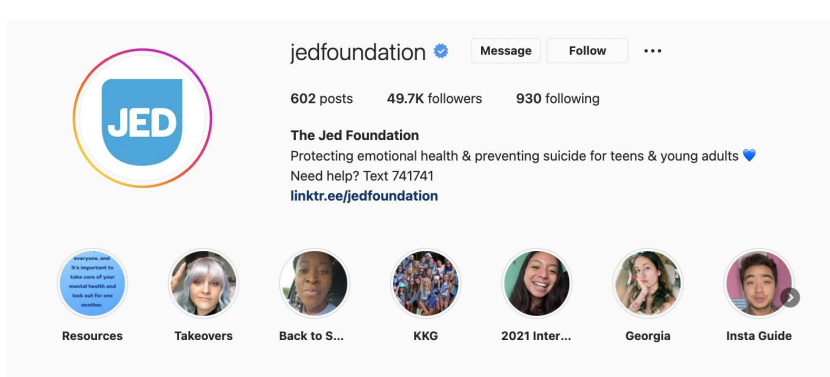 jedfoundation Message Follow
602 posts 49.7K followers 930 following
JED
The Jed Foundation
Protecting emotional health & preventing suicide for teens & young adults 💙
Need help? Text 741741
linktr.ee/jedfoundation
everyone, and
it's important to
take care of your
mental health and
look out for one
another.
Resources Takeovers Back to S... KKG 2021 Inter... Georgia Insta Guide